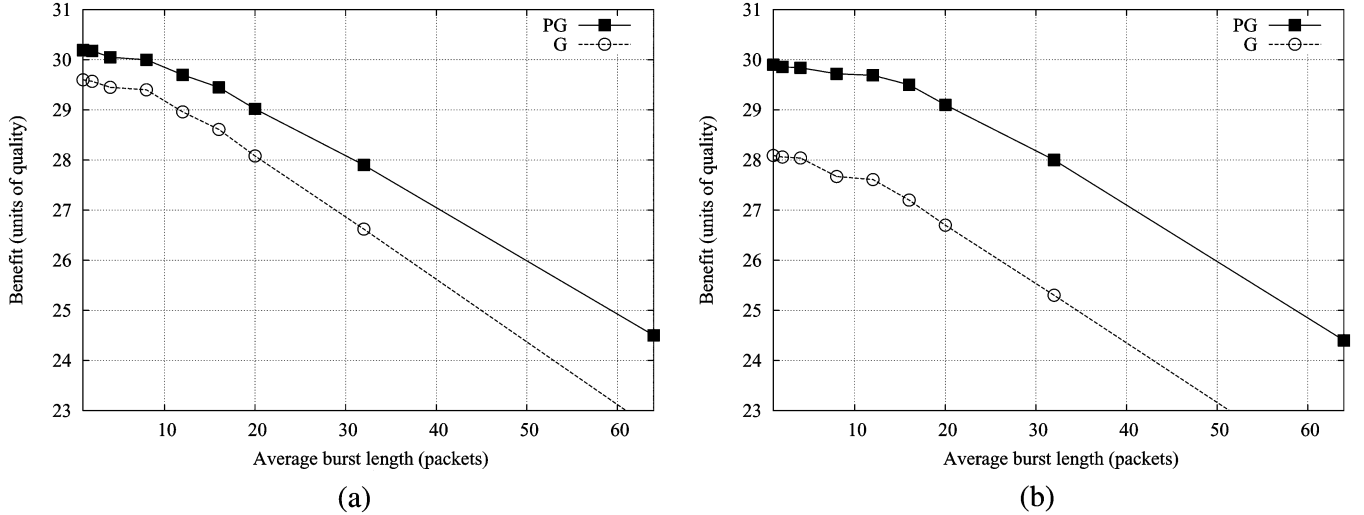 31
30
29
28
27
26
25
24
23
Benefit (units of quality)
PG
G
10 20 30 40 50 60
Average burst length (packets)
(a)
31
30
29
28
27
26
25
24
23
Benefit (units of quality)
PG
G
10 20 30 40 50 60
Average burst length (packets)
(b)